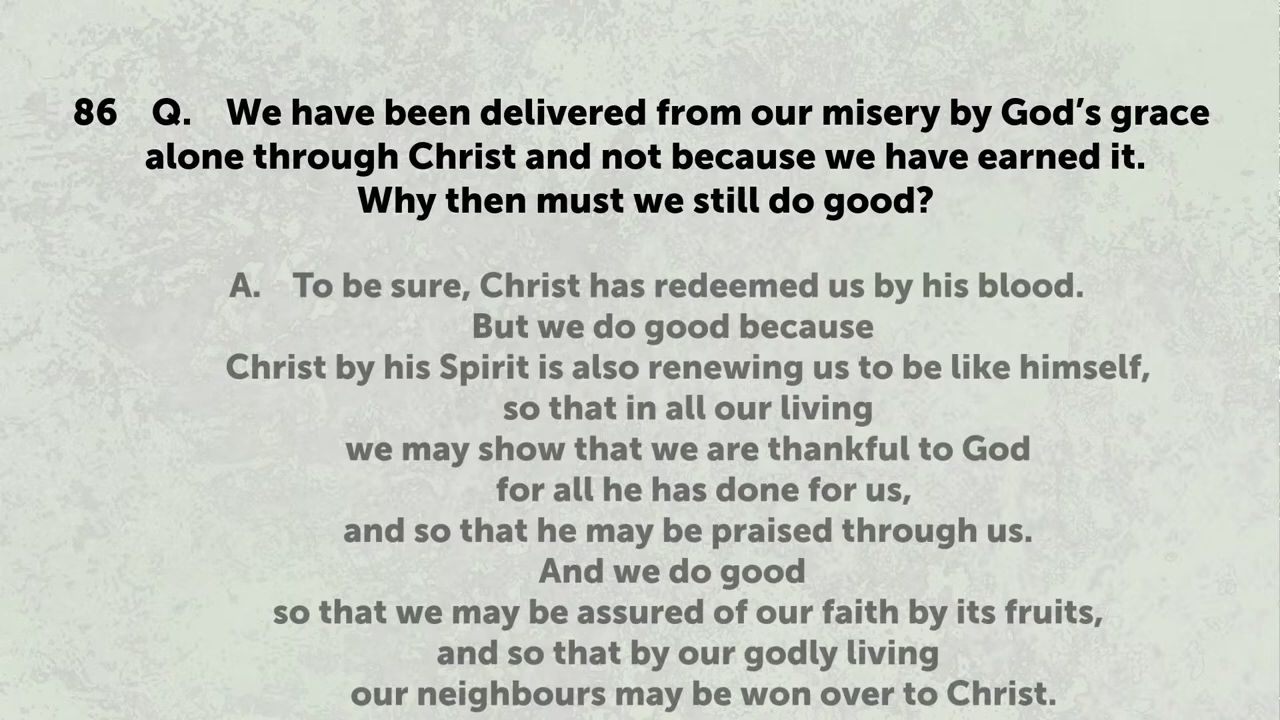 86 Q. We have been delivered from our misery by God’s grace
alone through Christ and not because we have earned it.
Why then must we still do good?
A. To be sure, Christ has redeemed us by his blood.
But we do good because
Christ by his Spirit is also renewing us to be like himself,
so that in all our living
we may show that we are thankful to God
for all he has done for us,
and so that he may be praised through us.
And we do good
so that we may be assured of our faith by its fruits,
and so that by our godly living
our neighbours may be won over to Christ.